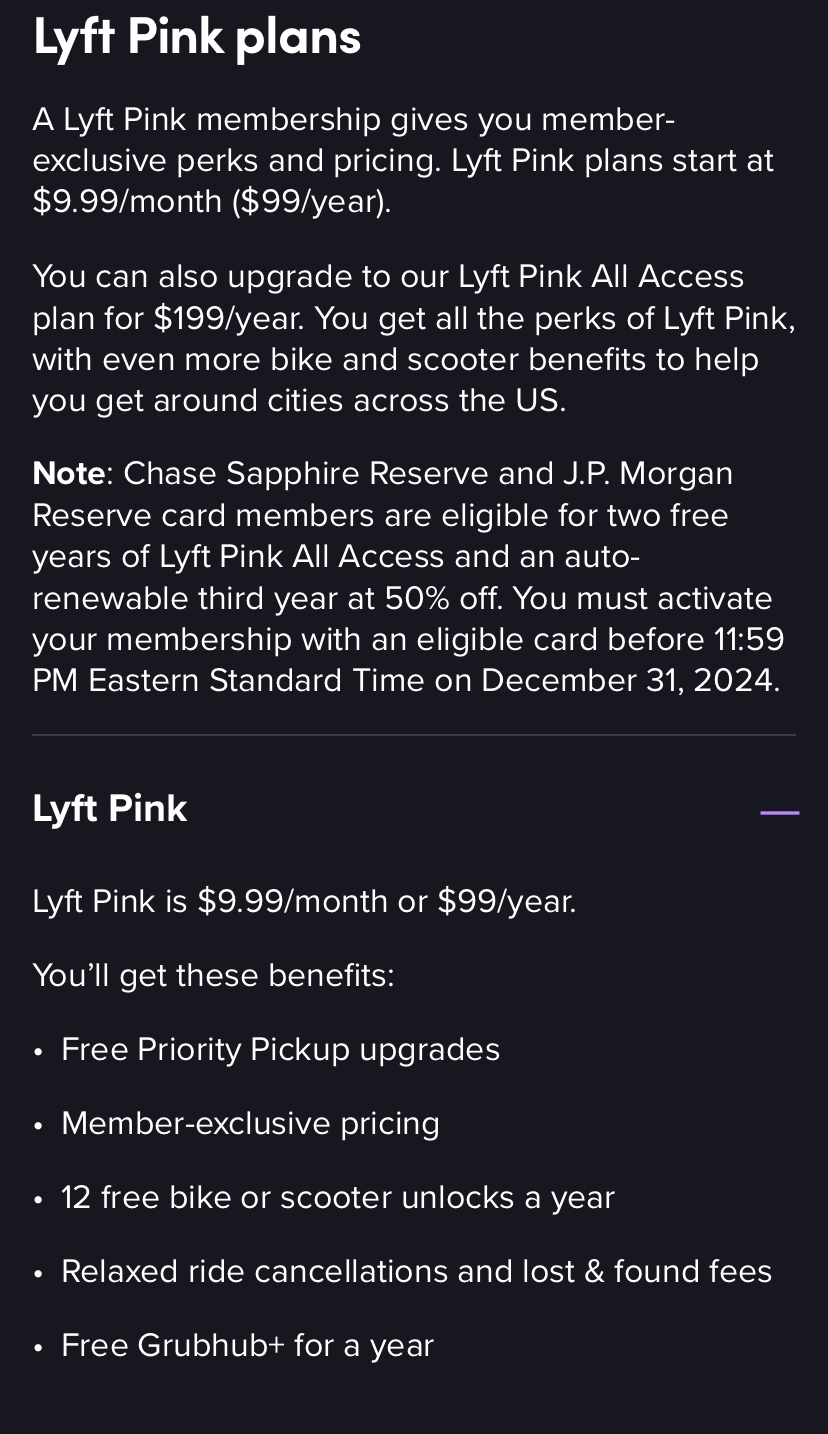 Lyft Pink plans
A Lyft Pink membership gives you member-
exclusive perks and pricing. Lyft Pink plans start at
$9.99/month ($99/year).
You can also upgrade to our Lyft Pink All Access
plan for $199/year. You get all the perks of Lyft Pink,
with even more bike and scooter benefits to help
you get around cities across the US.
Note: Chase Sapphire Reserve and J.P. Morgan
Reserve card members are eligible for two free
years of Lyft Pink All Access and an auto-
renewable third year at 50% off. You must activate
your membership with an eligible card before 11:59
PM Eastern Standard Time on December 31, 2024.
Lyft Pink
Lyft Pink is $9.99/month or $99/year.
You’ll get these benefits:
• Free Priority Pickup upgrades
• Member-exclusive pricing
• 12 free bike or scooter unlocks a year
• Relaxed ride cancellations and lost & found fees
• Free Grubhub+ for a year